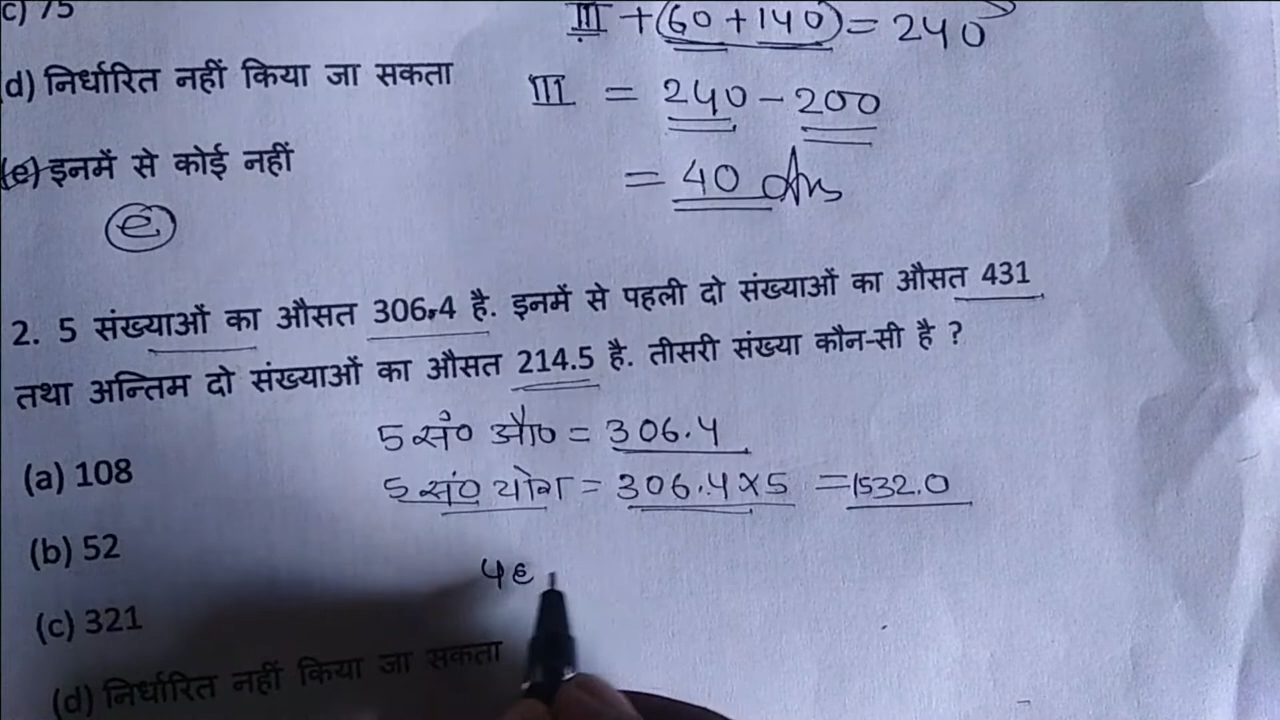 c) 75
III + (60 + 140) = 240
d) निर्धारित नहीं किया जा सकता
III = 240 - 200
(e) इनमें से कोई नहीं
= 40 Ans
e
2. 5 संख्याओं का औसत 306.4 है. इनमें से पहली दो संख्याओं का औसत 431
तथा अन्तिम दो संख्याओं का औसत 214.5 है. तीसरी संख्या कौन-सी है ?
5 सं० औ० = 306.4
(a) 108
5 सं० योग = 306.4 x 5 = 1532.0
(b) 52
पह
(c) 321
(d) निर्धारित नहीं किया जा सकता